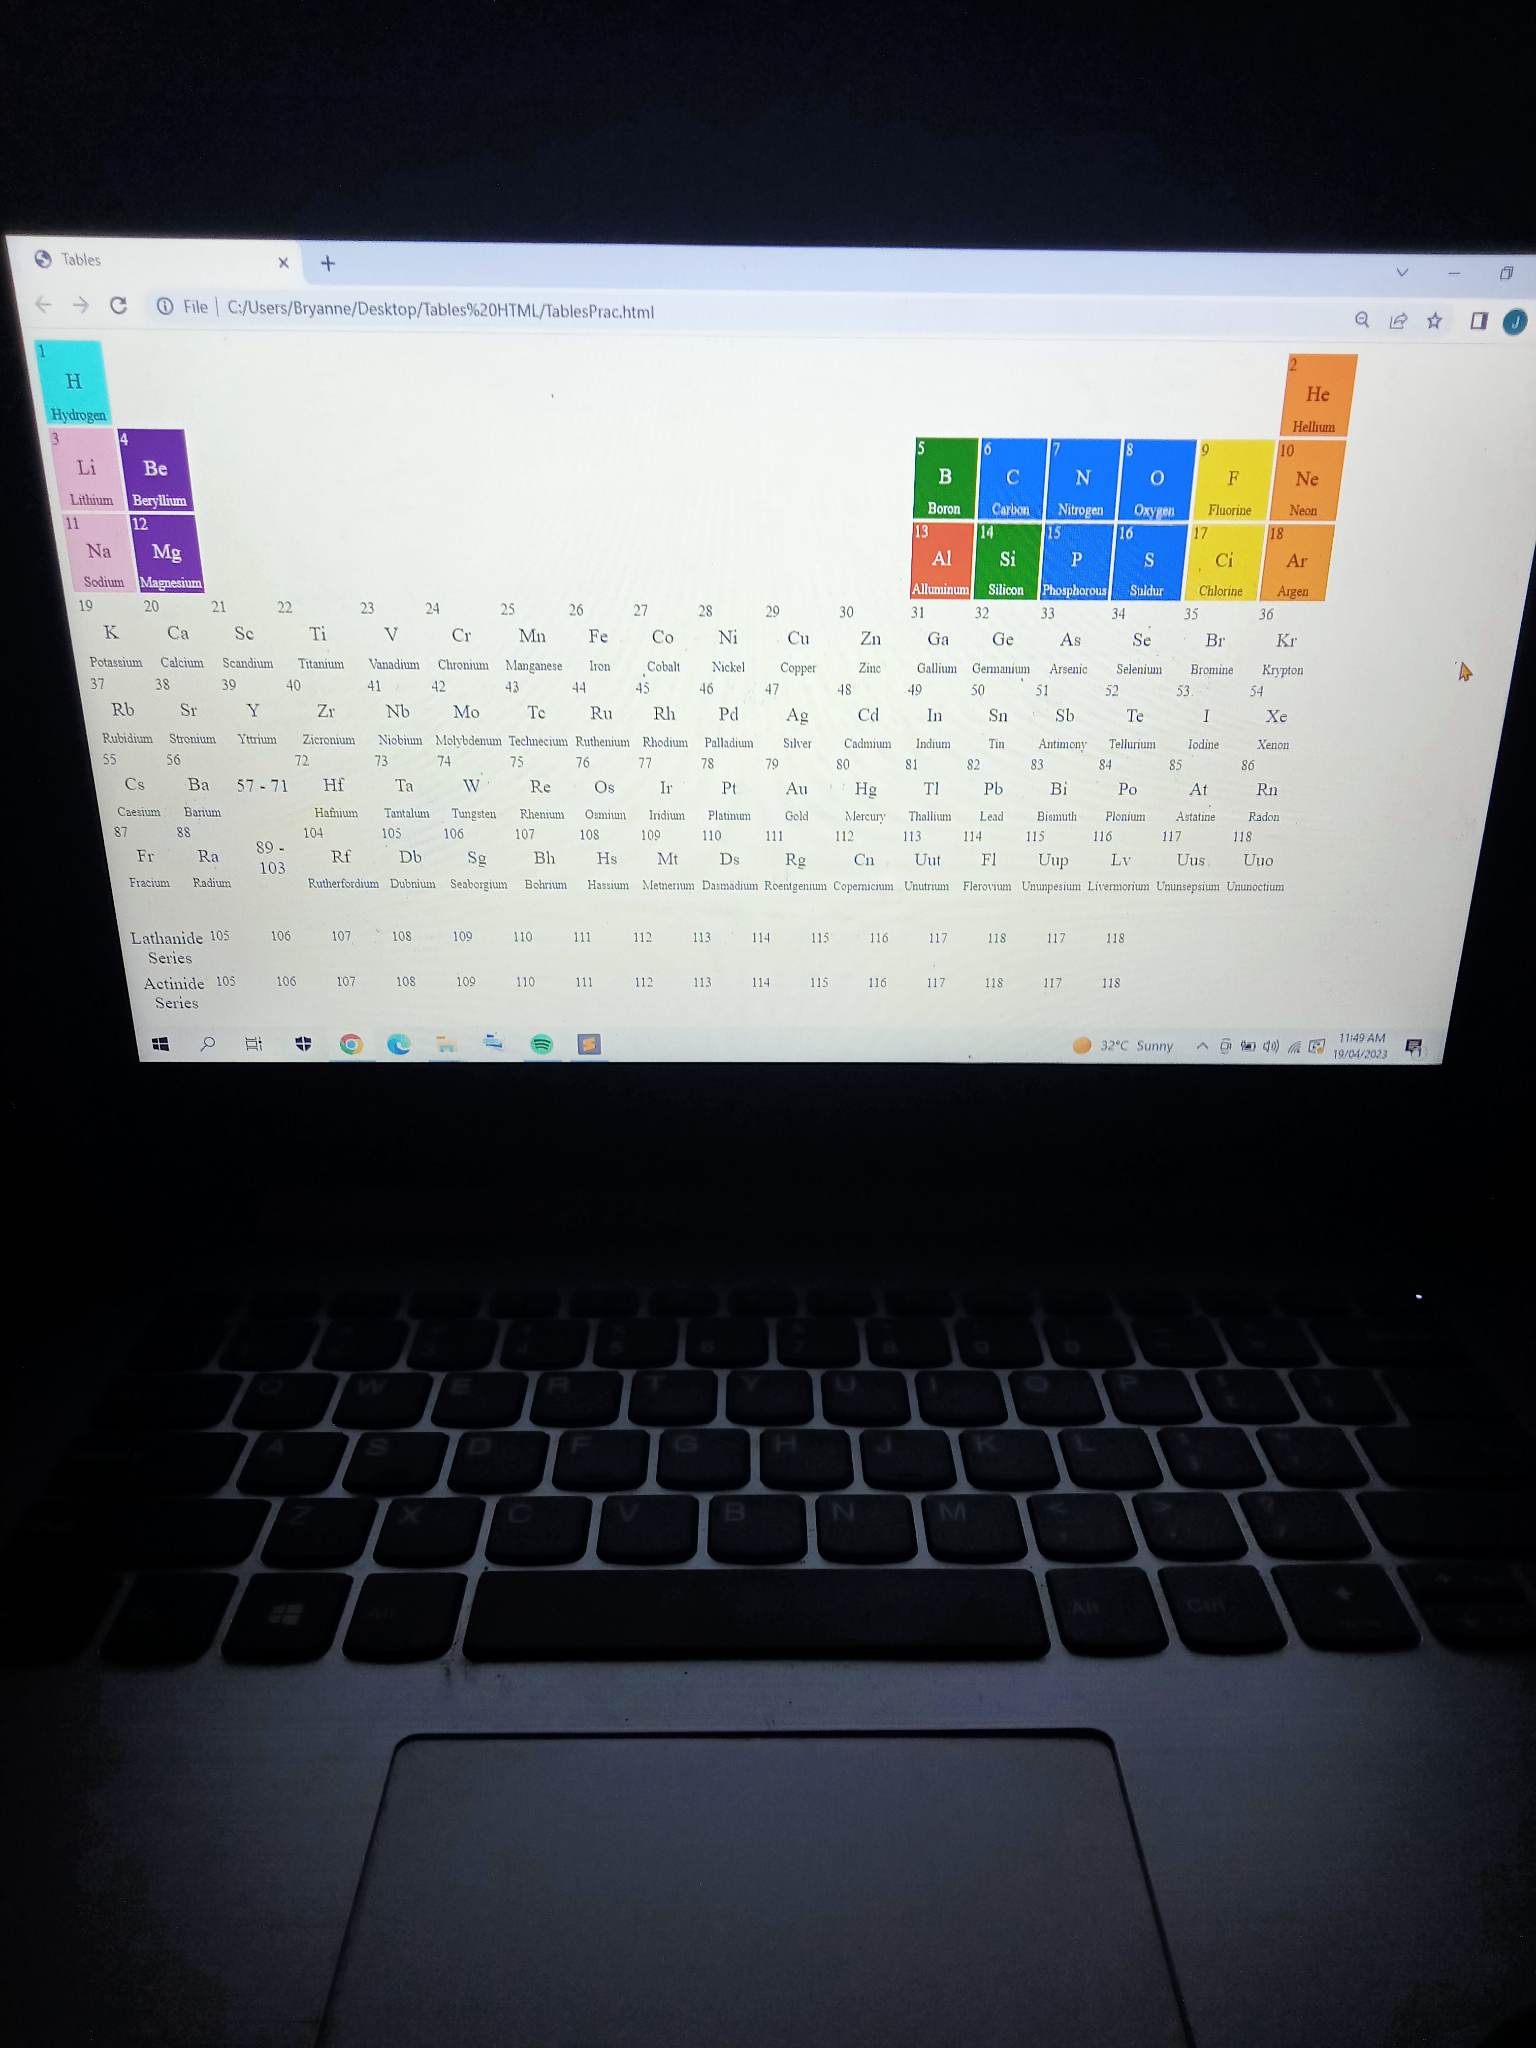 Tables
File | C:/Users/Bryanne/Desktop/Tables%20HTML/TablesPrac.html
J
1 2
H He
Hydrogen Hellium
3 4 5 6 7 8 9 10
Li Be B C N O F Ne
Lithium Beryllium Boron Carbon Nitrogen Oxygen Fluorine Neon
11 12 13 14 15 16 17 18
Na Mg Al Si P S Ci Ar
Sodium Magnesium Alluminum Silicon Phosphorous Suldur Chlorine Argen
19 20 21 22 23 24 25 26 27 28 29 30 31 32 33 34 35 36
K Ca Sc Ti V Cr Mn Fe Co Ni Cu Zn Ga Ge As Se Br Kr
Potassium Calcium Scandium Titanium Vanadium Chronium Manganese Iron Cobalt Nickel Copper Zinc Gallium Germanium Arsenic Selenium Bromine Krypton
37 38 39 40 41 42 43 44 45 46 47 48 49 50 51 52 53 54
Rb Sr Y Zr Nb Mo Tc Ru Rh Pd Ag Cd In Sn Sb Te I Xe
Rubidium Stronium Yttrium Zicronium Niobium Molybdenum Technecium Ruthenium Rhodium Palladium Silver Cadmium Indium Tin Antimony Tellurium Iodine Xenon
55 56 72 73 74 75 76 77 78 79 80 81 82 83 84 85 86
Cs Ba 57 - 71 Hf Ta W Re Os Ir Pt Au Hg Tl Pb Bi Po At Rn
Caesium Barium Hafnium Tantalum Tungsten Rhenium Osmium Iridium Platinum Gold Mercury Thallium Lead Bismuth Plonium Astatine Radon
87 88 104 105 106 107 108 109 110 111 112 113 114 115 116 117 118
Fr Ra 89 - 103 Rf Db Sg Bh Hs Mt Ds Rg Cn Uut Fl Uup Lv Uus Uuo
Fracium Radium Rutherfordium Dubnium Seaborgium Bohrium Hassium Metnerium Dasmadium Roentgenium Copernicium Unutrium Flerovium Ununpesium Livermorium Ununsepsium Ununoctium
Lathanide 105 106 107 108 109 110 111 112 113 114 115 116 117 118 117 118
Series
Actinide 105 106 107 108 109 110 111 112 113 114 115 116 117 118 117 118
Series
32°C Sunny 11:49 AM
19/04/2023
W E R T Y U I O P
A S D F G H J K L
Z X C V B N M < >
Alt Alt Ctrl